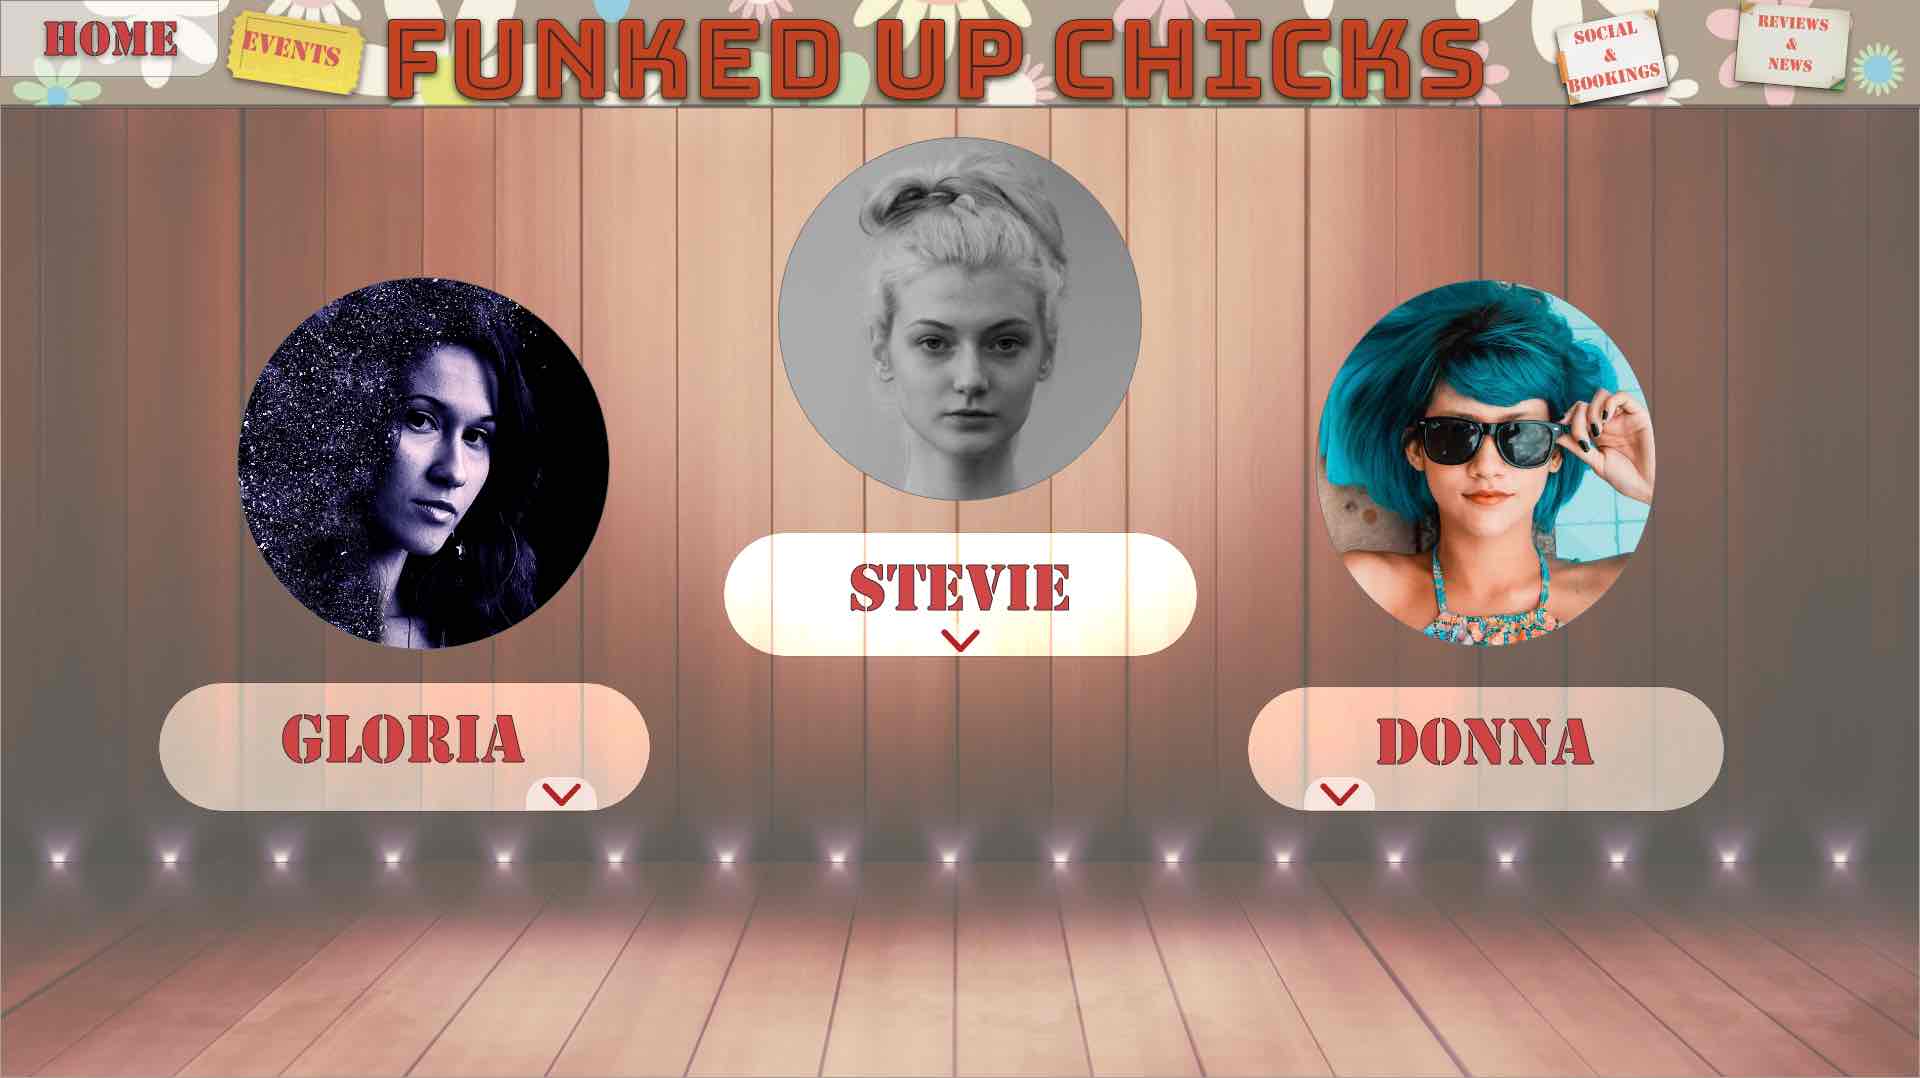 HOME
EVENTS
FUNKED UP CHICKS
SOCIAL
&
BOOKINGS
REVIEWS
&
NEWS
STEVIE
GLORIA
DONNA